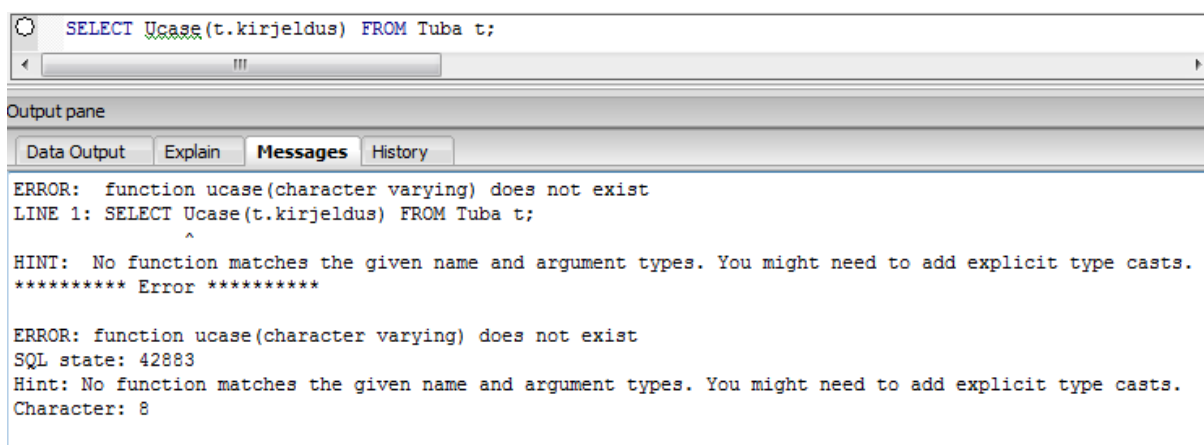 SELECT Ucase(t.kirjeldus) FROM Tuba t;
Output pane
Data Output Explain Messages History
ERROR:  function ucase(character varying) does not exist
LINE 1: SELECT Ucase(t.kirjeldus) FROM Tuba t;
^
HINT:  No function matches the given name and argument types. You might need to add explicit type casts.
********** Error **********
ERROR: function ucase(character varying) does not exist
SQL state: 42883
Hint: No function matches the given name and argument types. You might need to add explicit type casts.
Character: 8